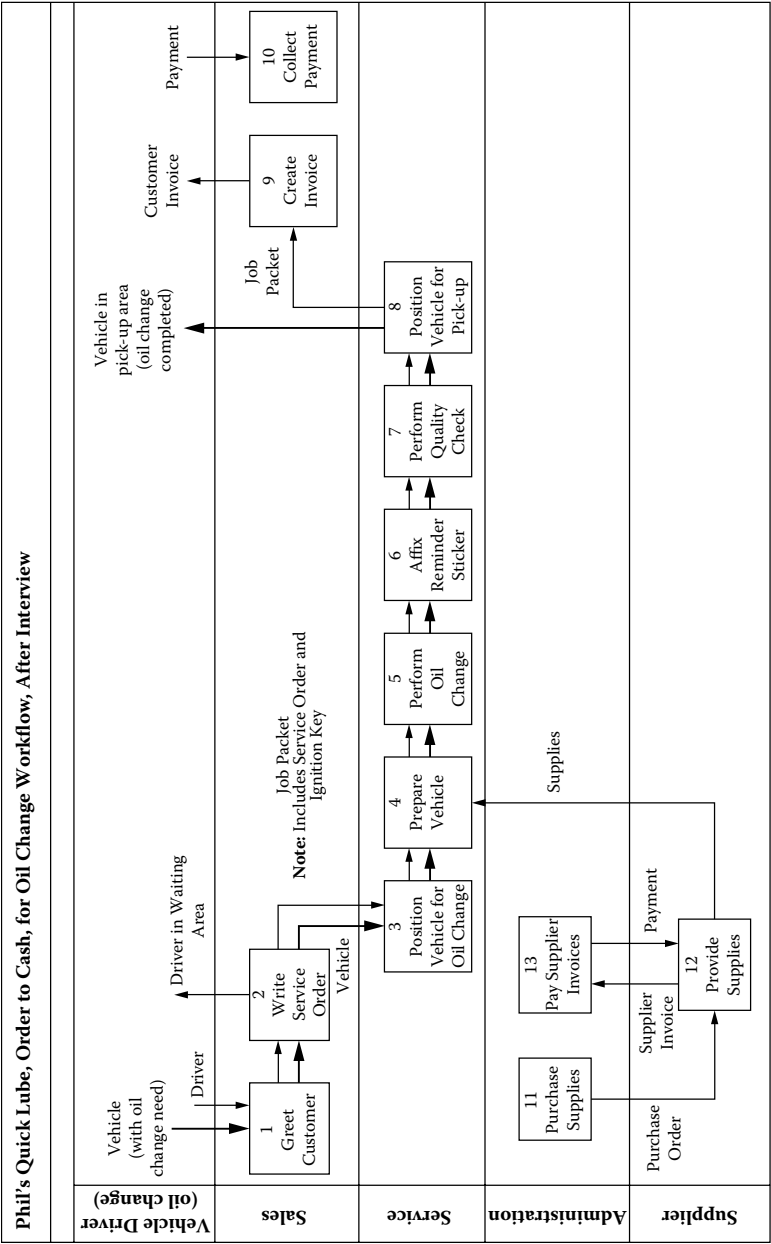 Phil's Quick Lube, Order to Cash, for Oil Change Workflow, After Interview
Vehicle Driver
(oil change)
Vehicle
(with oil
change need)
Driver
Driver in Waiting
Area
Vehicle in
pick-up area
(oil change
completed)
Customer
Invoice
Payment
Sales
1
Greet
Customer
2
Write
Service
Order
Vehicle
Job Packet
Note: Includes Service Order and
Ignition Key
Job
Packet
9
Create
Invoice
10
Collect
Payment
Service
3
Position
Vehicle for
Oil Change
4
Prepare
Vehicle
5
Perform
Oil
Change
6
Affix
Reminder
Sticker
7
Perform
Quality
Check
8
Position
Vehicle for
Pick-up
Administration
11
Purchase
Supplies
13
Pay Supplier
Invoices
Supplies
Supplier
Purchase
Order
Supplier
Invoice
Payment
12
Provide
Supplies